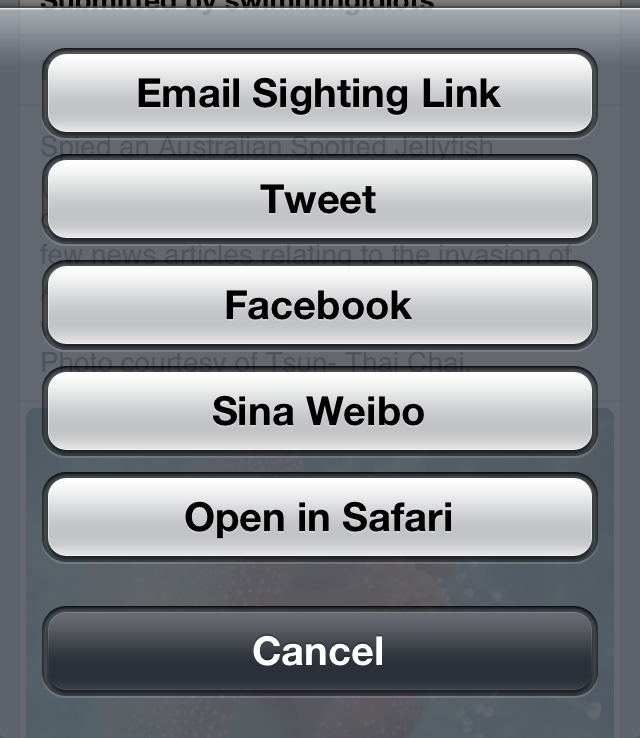 Submitted by swimmingidiots
Email Sighting Link
Spied an Australian Spotted Jellyfish
Tweet
few news articles relating to the invasion of
Facebook
Photo courtesy of Tsun- Thai Chai.
Sina Weibo
Open in Safari
Cancel